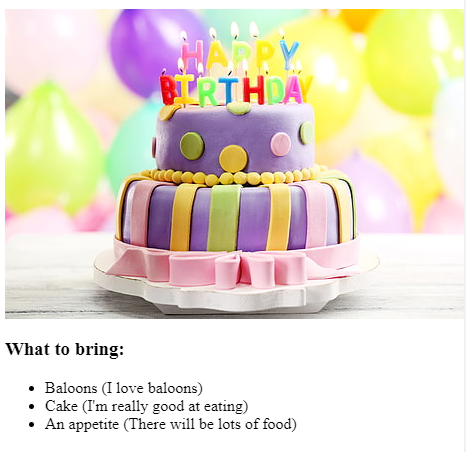 HAPPY
BIRTHDAY
What to bring:
Baloons (I love baloons)
Cake (I'm really good at eating)
An appetite (There will be lots of food)